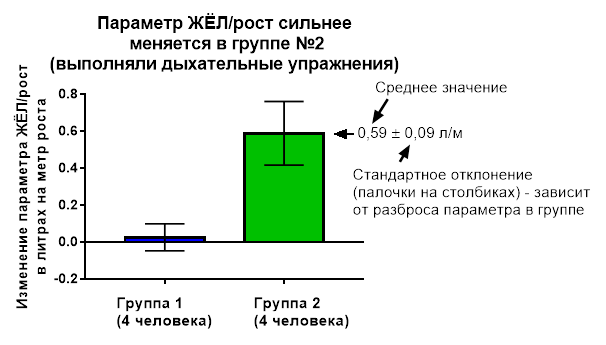 Параметр ЖЁЛ/рост сильнее
меняется в группе №2
(выполняли дыхательные упражнения)
Изменение параметра ЖЁЛ/рост
в литрах на метр роста
0.8
0.6
0.4
0.2
0.0
-0.2
Среднее значение
0,59 ± 0,09 л/м
Стандартное отклонение
(палочки на столбиках) - зависит
от разброса параметра в группе
Группа 1
(4 человека)
Группа 2
(4 человека)